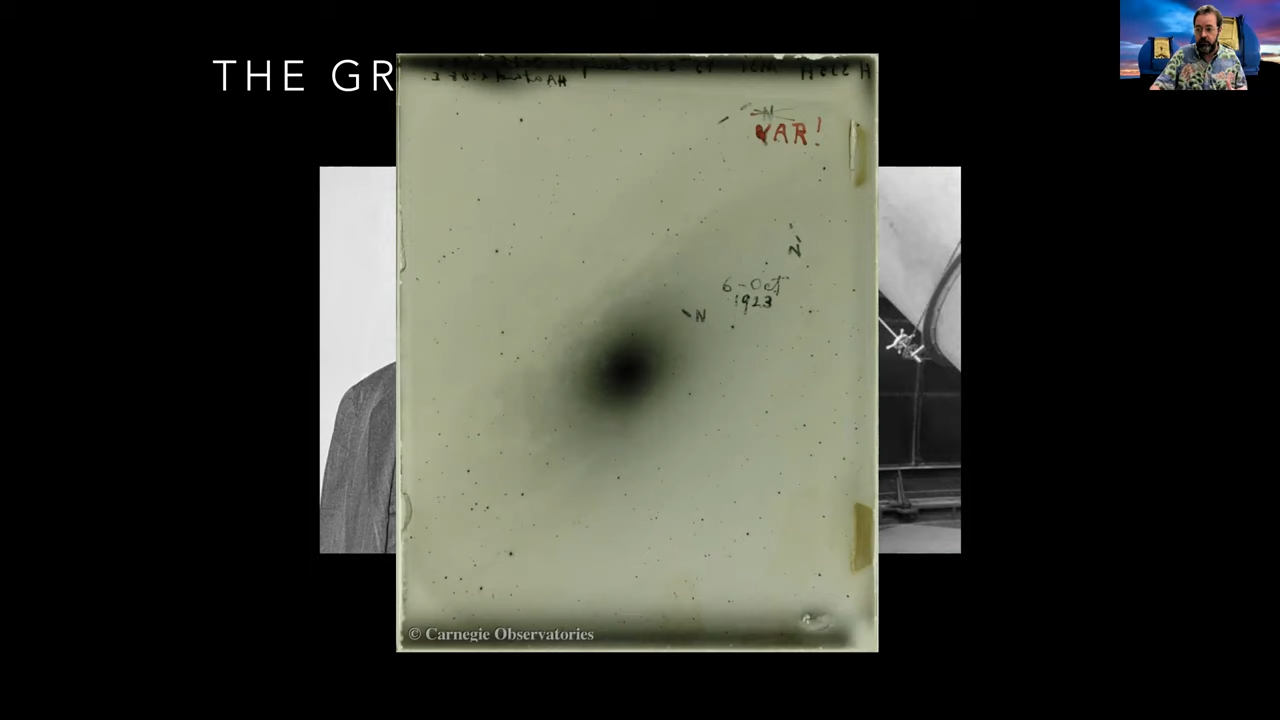 THE GR
N
VAR!
N
6-Oct
1923
N
© Carnegie Observatories